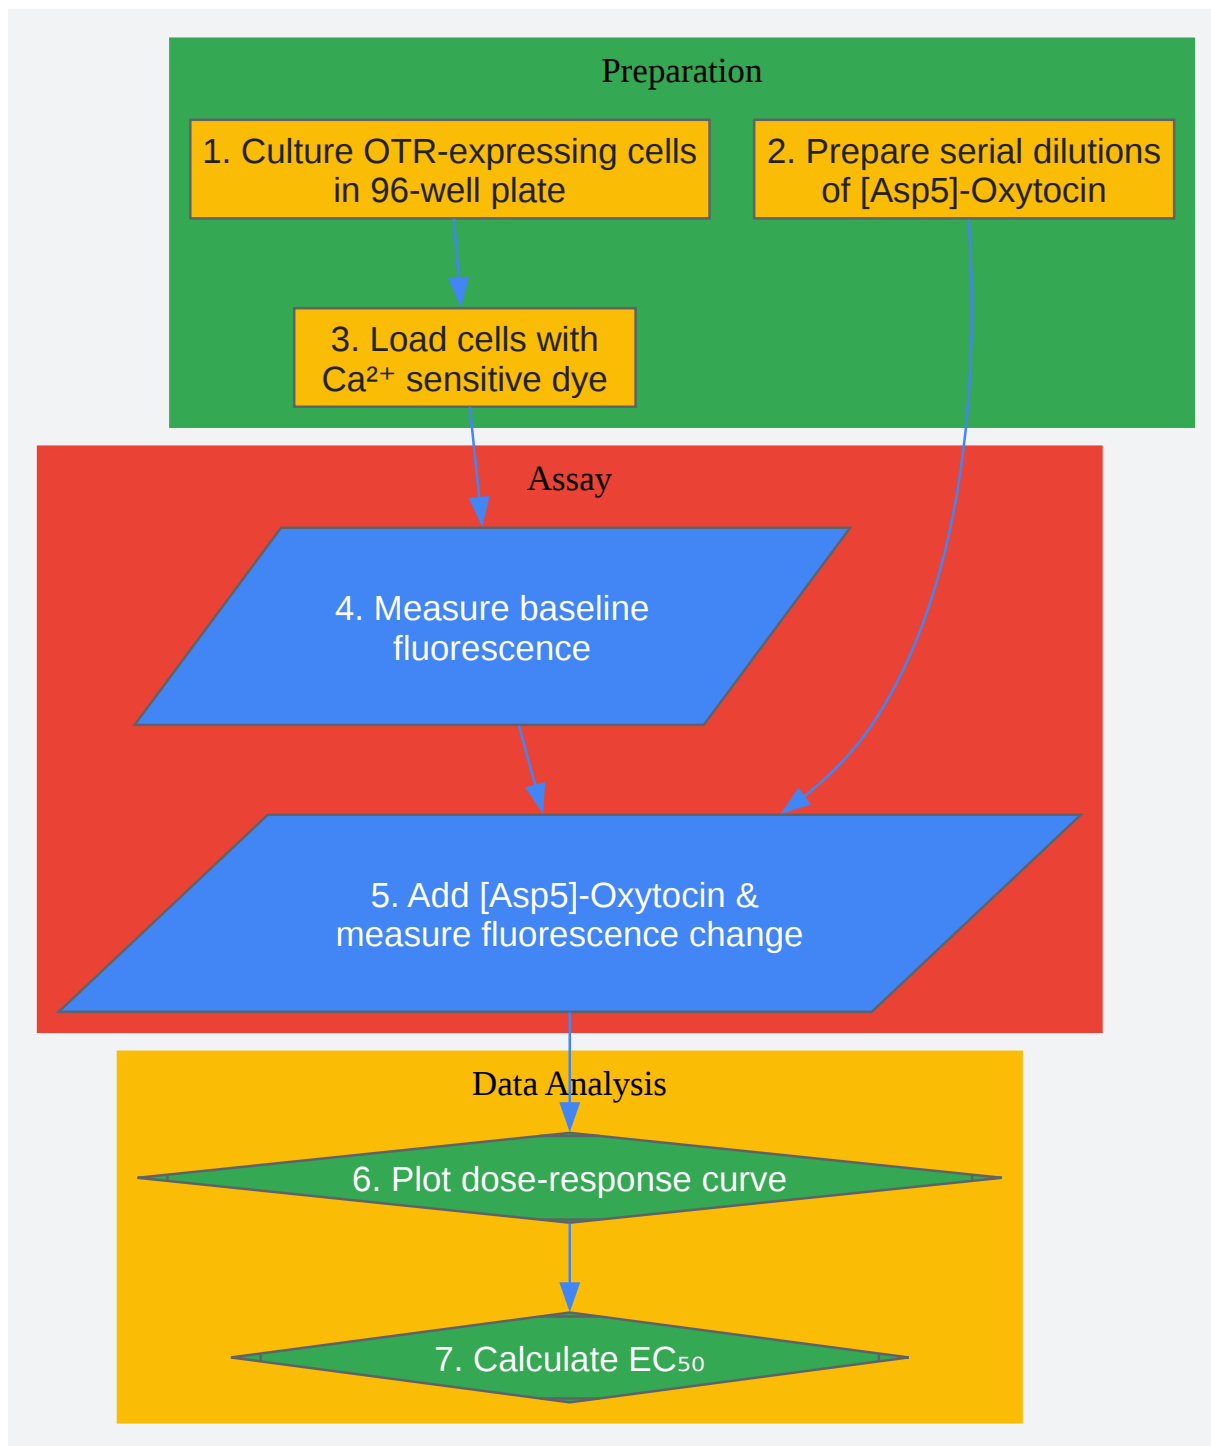 Preparation
1. Culture OTR-expressing cells
in 96-well plate
2. Prepare serial dilutions
of [Asp5]-Oxytocin
3. Load cells with
Ca²⁺ sensitive dye
Assay
4. Measure baseline
fluorescence
5. Add [Asp5]-Oxytocin &
measure fluorescence change
Data Analysis
6. Plot dose-response curve
7. Calculate EC₅₀